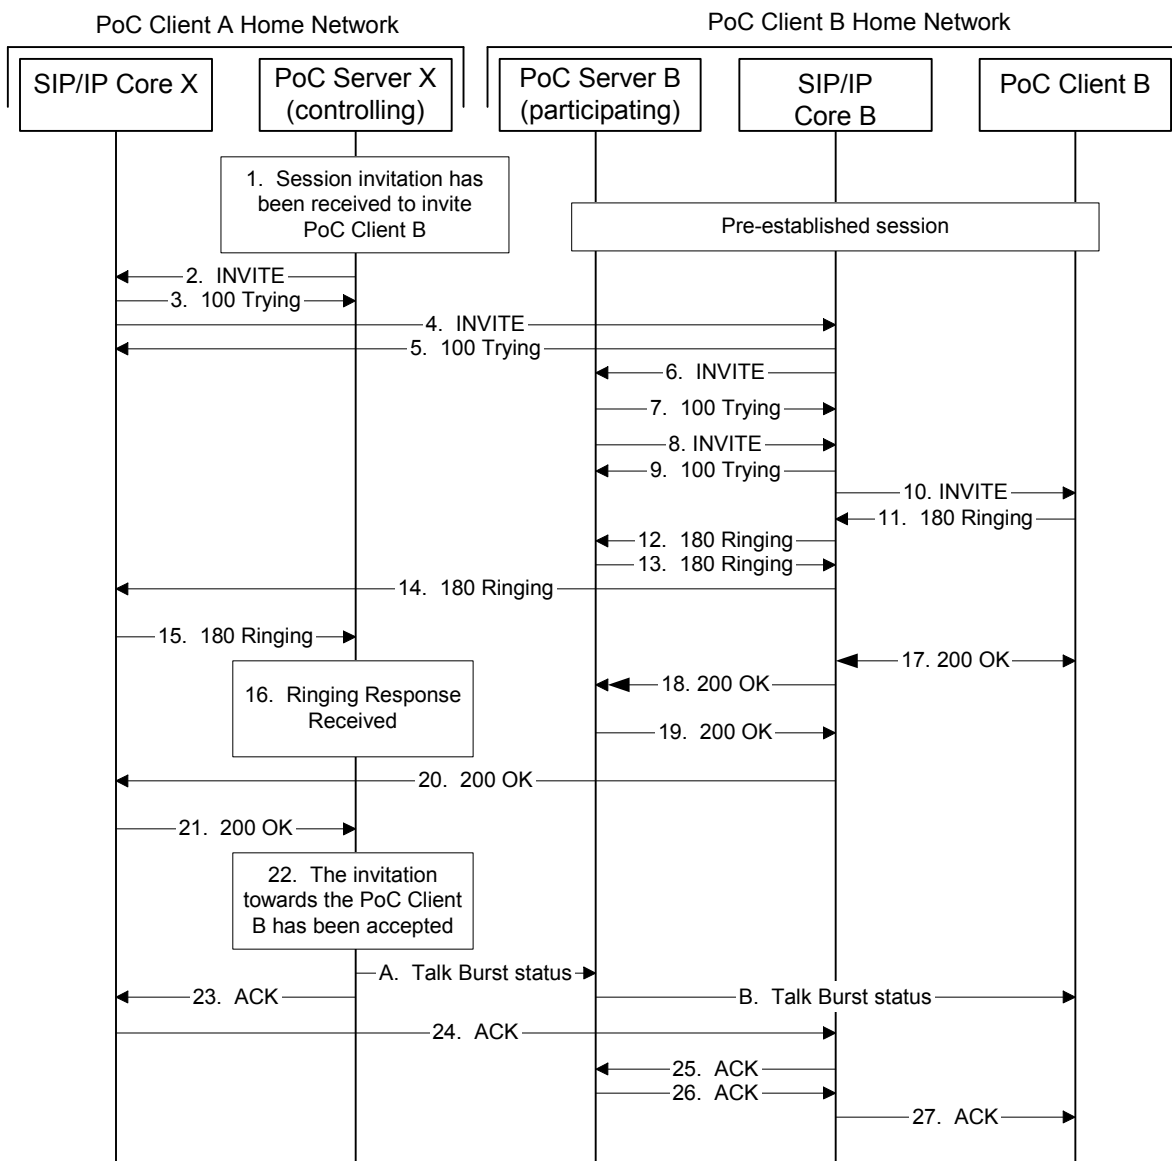 PoC Client A Home Network
PoC Client B Home Network
SIP/IP Core X
PoC Server X
(controlling)
PoC Server B
(participating)
SIP/IP
Core B
PoC Client B
1. Session invitation has
been received to invite
PoC Client B
Pre-established session
2. INVITE
3. 100 Trying
4. INVITE
5. 100 Trying
6. INVITE
7. 100 Trying
8. INVITE
9. 100 Trying
10. INVITE
11. 180 Ringing
12. 180 Ringing
13. 180 Ringing
14. 180 Ringing
15. 180 Ringing
16. Ringing Response
Received
17. 200 OK
18. 200 OK
19. 200 OK
20. 200 OK
21. 200 OK
22. The invitation
towards the PoC Client
B has been accepted
A. Talk Burst status
23. ACK
B. Talk Burst status
24. ACK
25. ACK
26. ACK
27. ACK